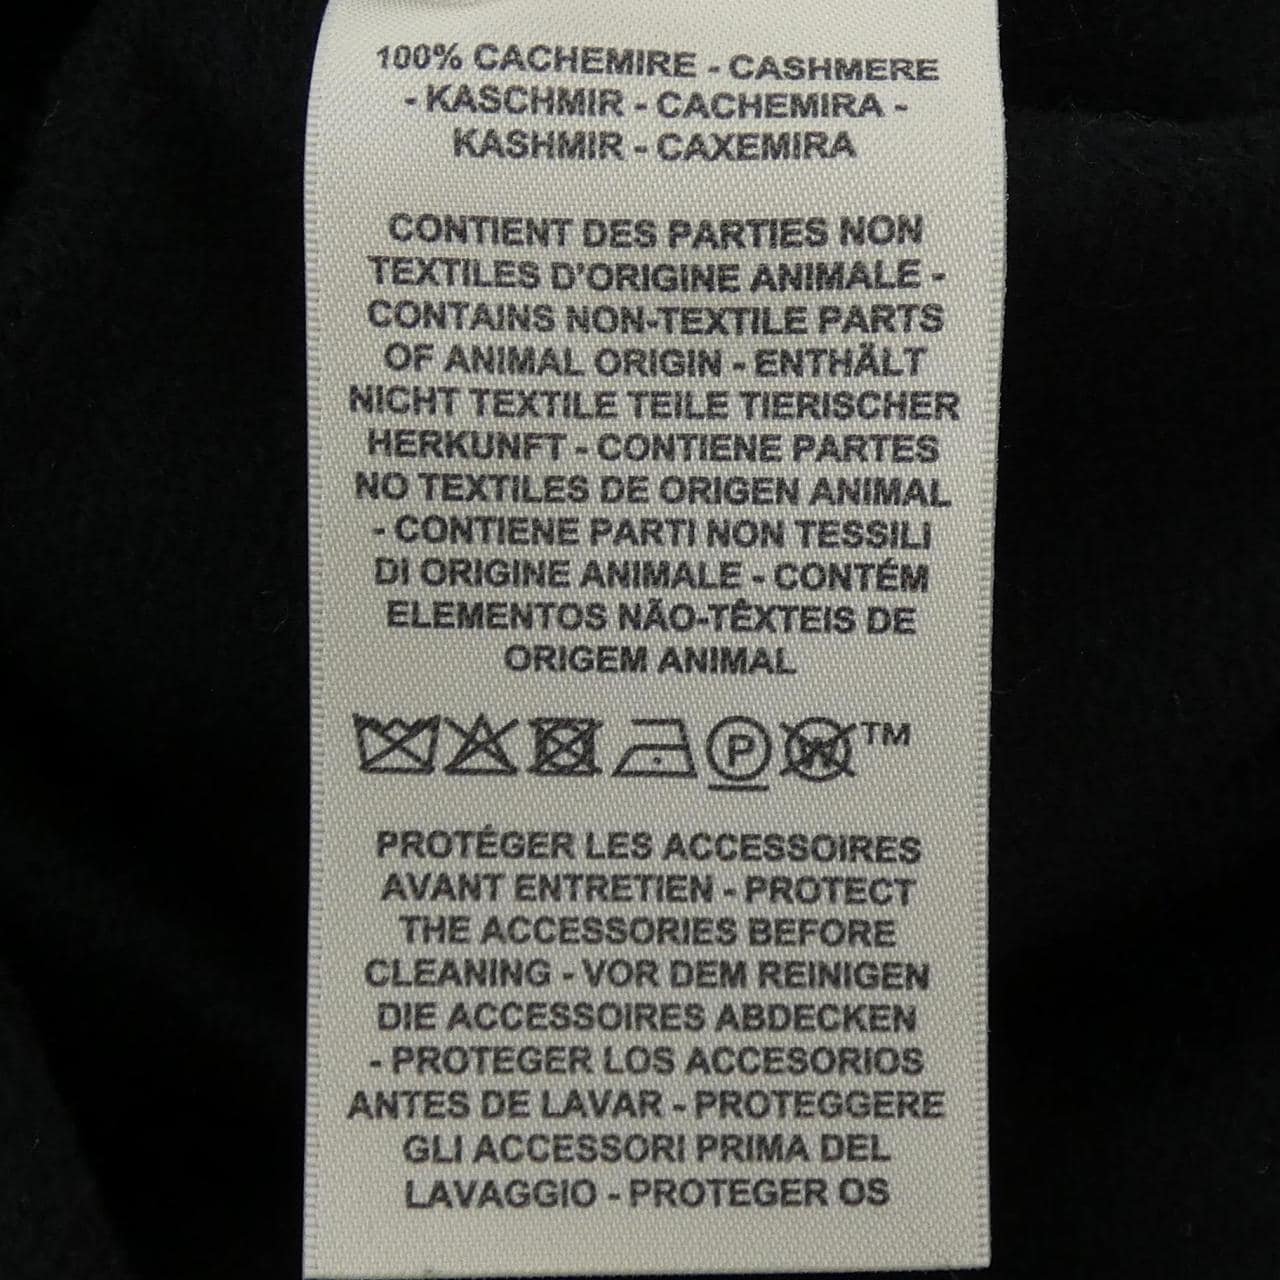 100% CACHEMIRE - CASHMERE
- KASCHMIR - CACHEMIRA -
KASHMIR - CAXEMIRA
CONTIENT DES PARTIES NON
TEXTILES D'ORIGINE ANIMALE -
CONTAINS NON-TEXTILE PARTS
OF ANIMAL ORIGIN - ENTHÄLT
NICHT TEXTILE TEILE TIERISCHER
HERKUNFT - CONTIENE PARTES
NO TEXTILES DE ORIGEN ANIMAL
- CONTIENE PARTI NON TESSILI
DI ORIGINE ANIMALE - CONTÉM
ELEMENTOS NÃO-TÊXTEIS DE
ORIGEM ANIMAL
P W TM
PROTÉGER LES ACCESSOIRES
AVANT ENTRETIEN - PROTECT
THE ACCESSORIES BEFORE
CLEANING - VOR DEM REINIGEN
DIE ACCESSOIRES ABDECKEN
- PROTEGER LOS ACCESORIOS
ANTES DE LAVAR - PROTEGGERE
GLI ACCESSORI PRIMA DEL
LAVAGGIO - PROTEGER OS